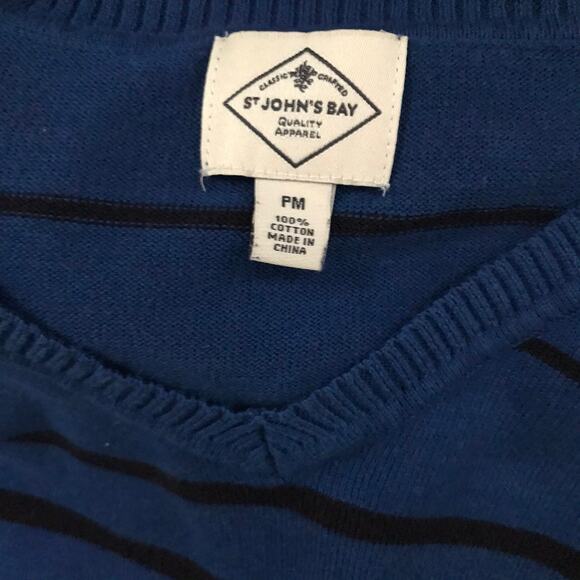 CLASSIC CRAFTED
ST JOHN'S BAY
QUALITY
APPAREL
PM
100%
COTTON
MADE IN
CHINA